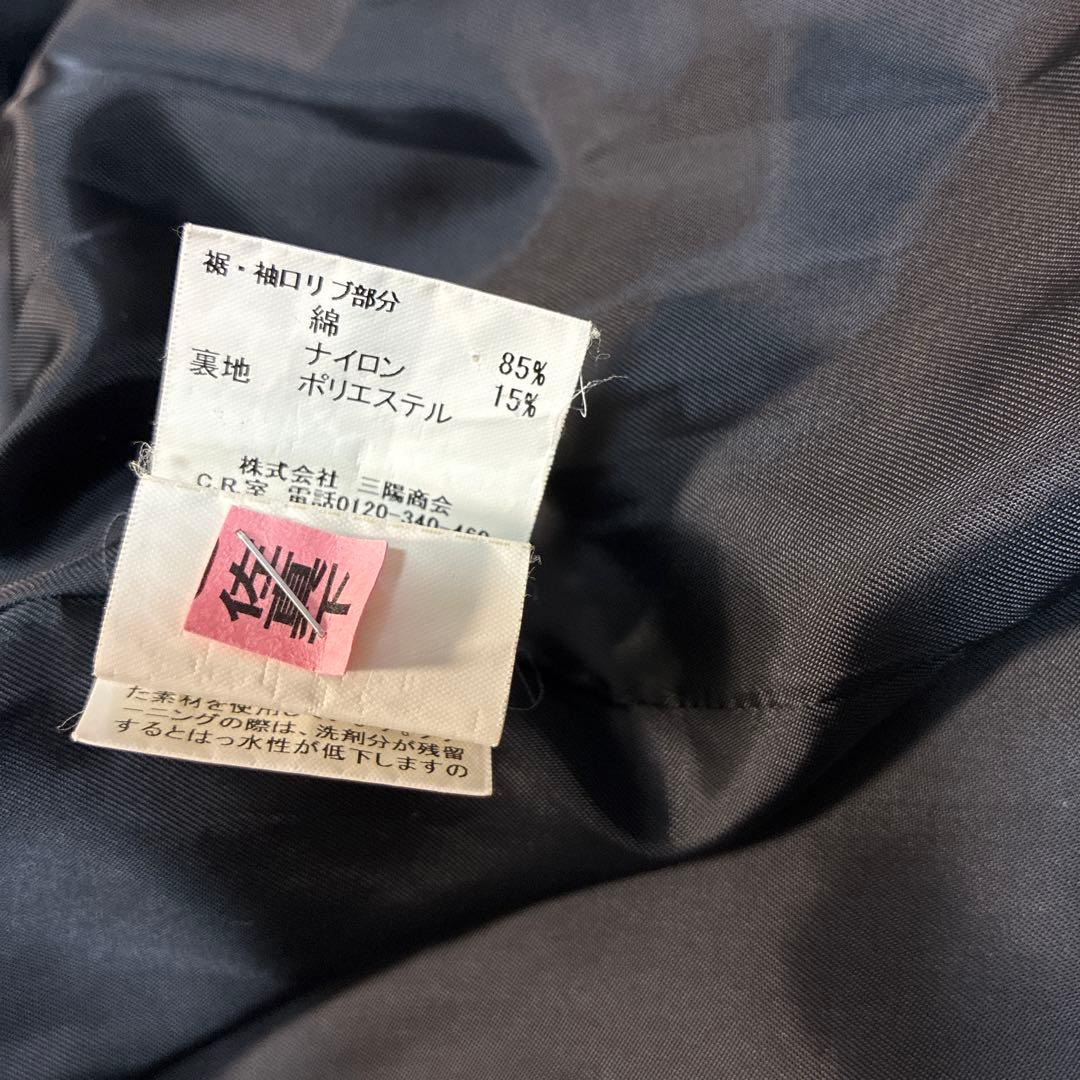 裾・袖口リブ部分
綿 85%
ナイロン 15%
裏地 ポリエステル
株式会社 三陽商会
C.R.室 電話0120-340-460
佐真下
た素材を使用し
ーニングの際は、洗剤分が残留
するとはっ水性が低下しますの